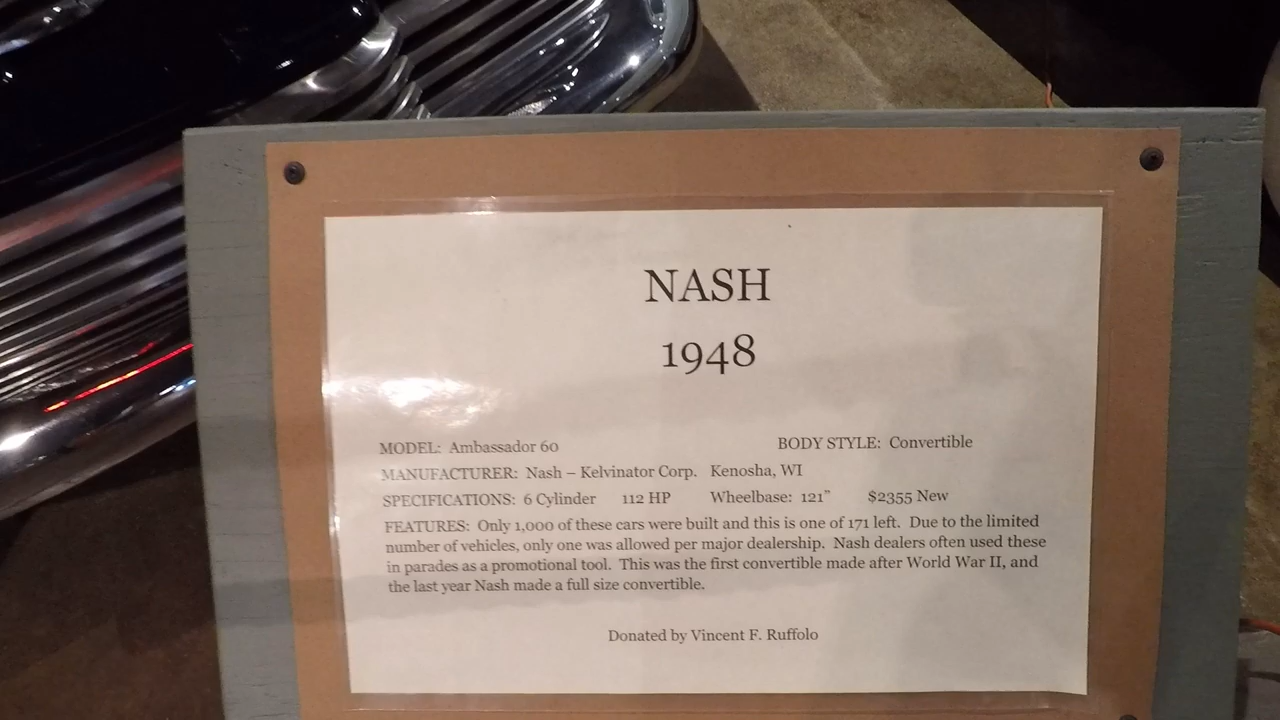 NASH
1948
MODEL: Ambassador 60 BODY STYLE: Convertible
MANUFACTURER: Nash – Kelvinator Corp. Kenosha, WI
SPECIFICATIONS: 6 Cylinder 112 HP Wheelbase: 121” $2355 New
FEATURES: Only 1,000 of these cars were built and this is one of 171 left. Due to the limited
number of vehicles, only one was allowed per major dealership. Nash dealers often used these
in parades as a promotional tool. This was the first convertible made after World War II, and
the last year Nash made a full size convertible.
Donated by Vincent F. Ruffolo